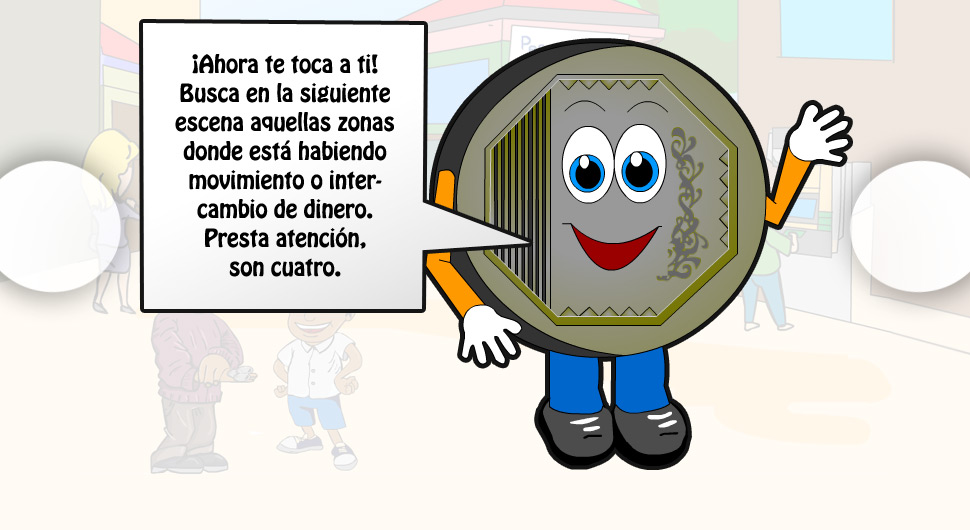 ¡Ahora te toca a ti!
Busca en la siguiente
escena aquellas zonas
donde está habiendo
movimiento o inter-
cambio de dinero.
Presta atención,
son cuatro.